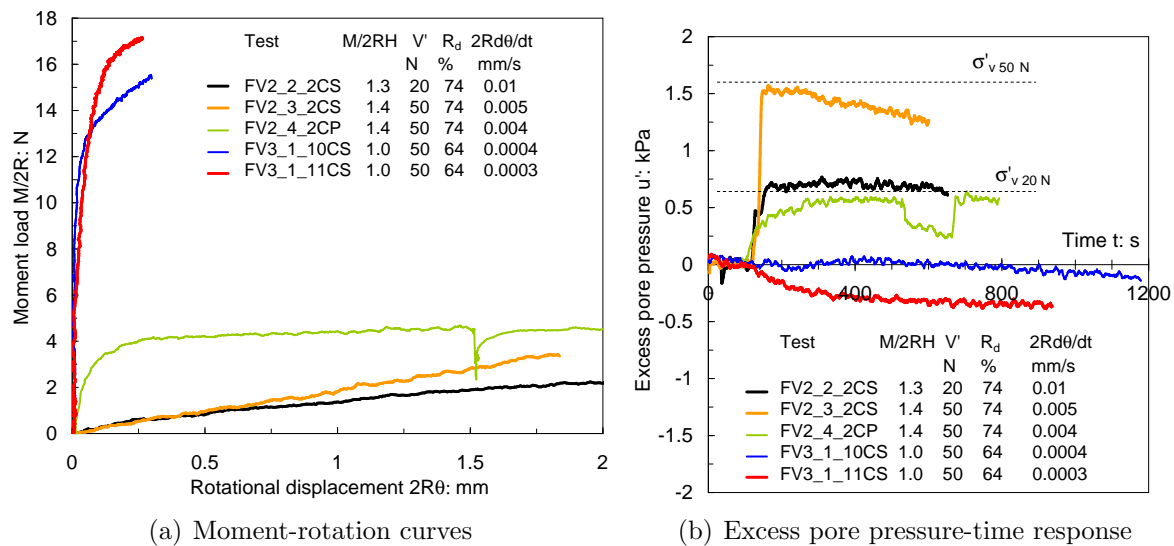 18
16
14
12
10
8
6
4
2
0
Moment load M/2R: N
Test M/2RH V' R_d 2Rdθ/dt
N % mm/s
FV2_2_2CS 1.3 20 74 0.01
FV2_3_2CS 1.4 50 74 0.005
FV2_4_2CP 1.4 50 74 0.004
FV3_1_10CS 1.0 50 64 0.0004
FV3_1_11CS 1.0 50 64 0.0003
0 0.5 1 1.5 2
Rotational displacement 2Rθ: mm
(a) Moment-rotation curves
2
1.5
1
0.5
0
-0.5
-1
-1.5
-2
Excess pore pressure u': kPa
σ'v 50 N
σ'v 20 N
Time t: s
0 400 800 1200
Test M/2RH V' R_d 2Rdθ/dt
N % mm/s
FV2_2_2CS 1.3 20 74 0.01
FV2_3_2CS 1.4 50 74 0.005
FV2_4_2CP 1.4 50 74 0.004
FV3_1_10CS 1.0 50 64 0.0004
FV3_1_11CS 1.0 50 64 0.0003
(b) Excess pore pressure-time response